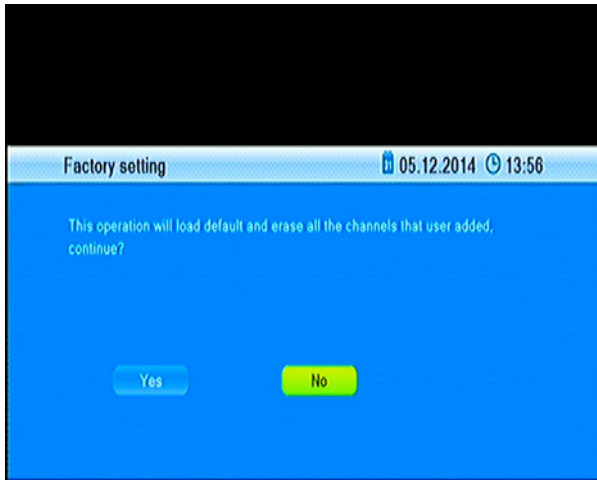 Factory setting
31 05.12.2014 13:56
This operation will load default and erase all the channels that user added,
continue?
Yes
No